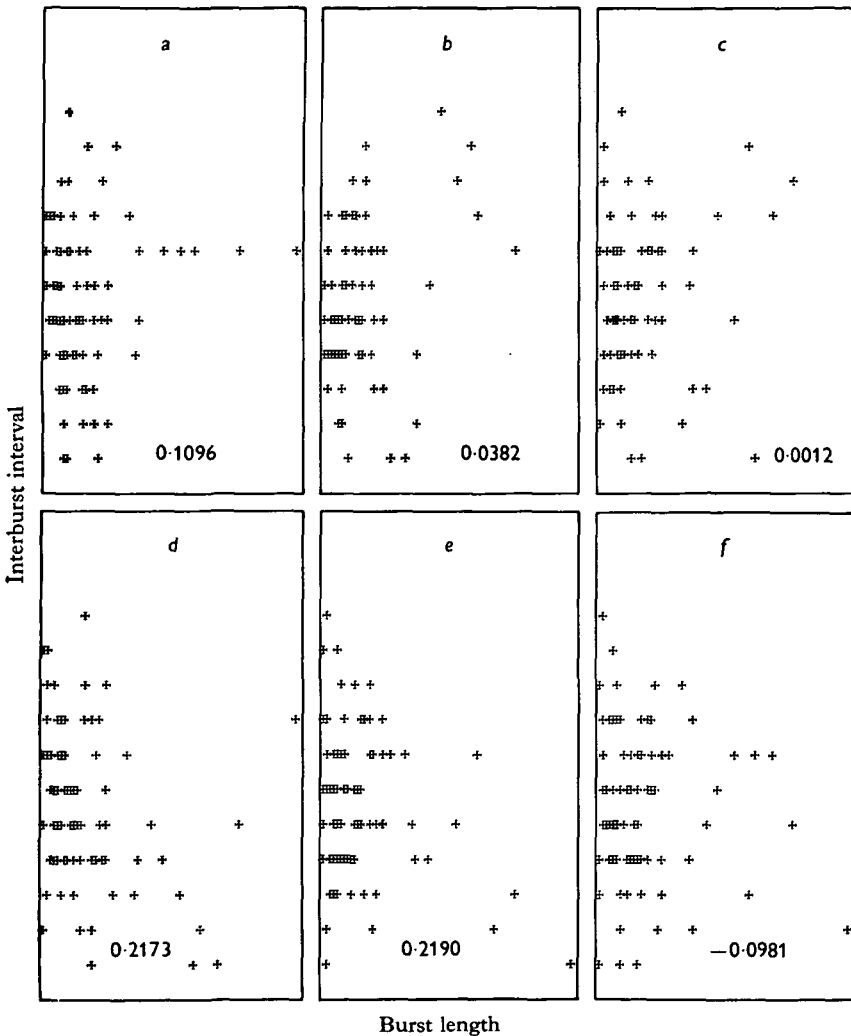 a
b
c
0·1096
0·0382
0·0012
Interburst interval
d
e
f
0·2173
0·2190
—0·0981
Burst length